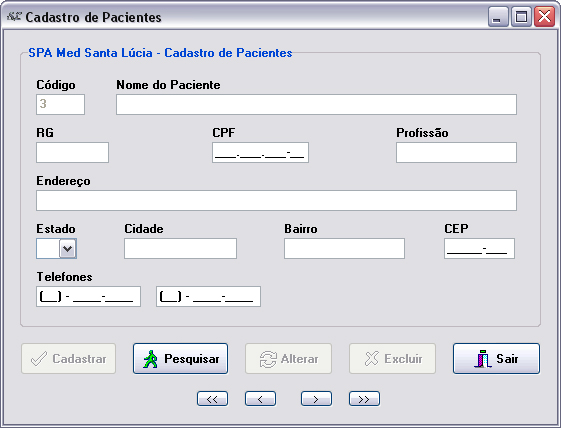 Cadastro de Pacientes
SPA Med Santa Lúcia - Cadastro de Pacientes
Código Nome do Paciente
3
RG CPF Profissão
___.___.___-__
Endereço
Estado Cidade Bairro CEP
_____-___
Telefones
(__) - ____-____ (__) - ____-____
Cadastrar Pesquisar Alterar Excluir Sair
<< < > >>